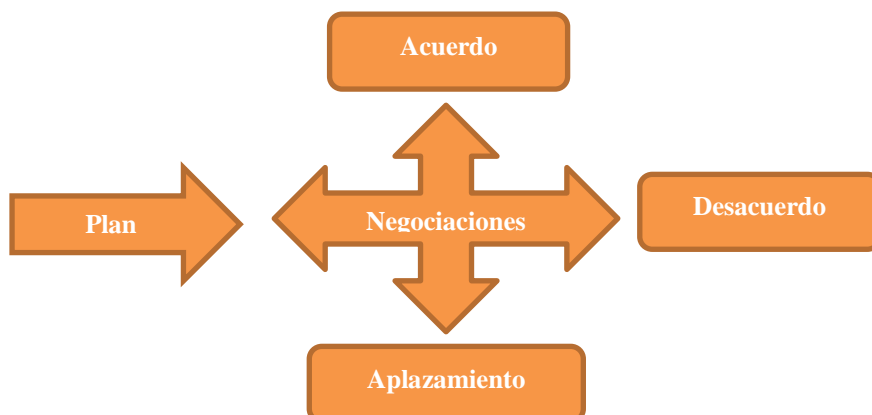 Acuerdo
Plan
Negociaciones
Desacuerdo
Aplazamiento